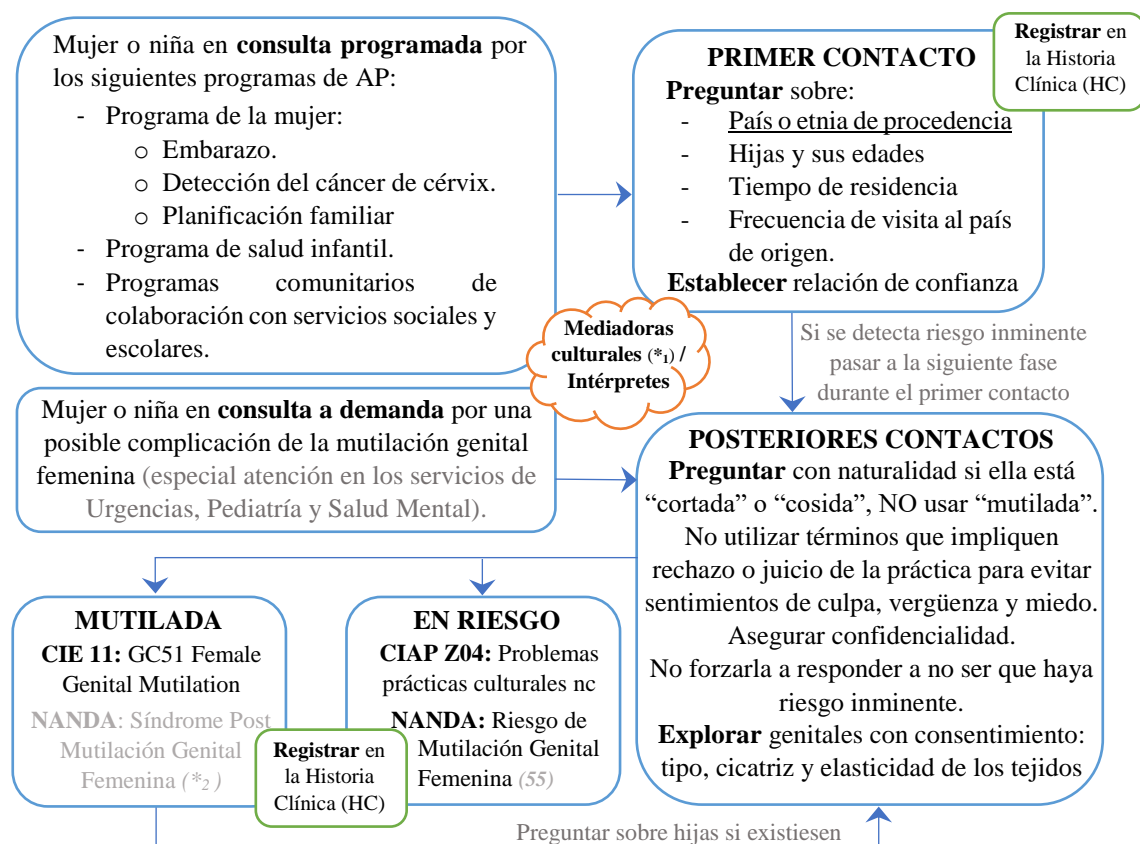 Mujer o niña en consulta programada por
los siguientes programas de AP:
- Programa de la mujer:
o Embarazo.
o Detección del cáncer de cérvix.
o Planificación familiar
- Programa de salud infantil.
- Programas comunitarios de
colaboración con servicios sociales y
escolares.
PRIMER CONTACTO
Preguntar sobre:
- País o etnia de procedencia
- Hijas y sus edades
- Tiempo de residencia
- Frecuencia de visita al país
de origen.
Establecer relación de confianza
Registrar en
la Historia
Clínica (HC)
Mediadoras
culturales (*1) /
Intérpretes
Si se detecta riesgo inminente
pasar a la siguiente fase
durante el primer contacto
Mujer o niña en consulta a demanda por una
posible complicación de la mutilación genital
femenina (especial atención en los servicios de
Urgencias, Pediatría y Salud Mental).
POSTERIORES CONTACTOS
Preguntar con naturalidad si ella está
“cortada” o “cosida”, NO usar “mutilada”.
No utilizar términos que impliquen
rechazo o juicio de la práctica para evitar
sentimientos de culpa, vergüenza y miedo.
Asegurar confidencialidad.
No forzarla a responder a no ser que haya
riesgo inminente.
Explorar genitales con consentimiento:
tipo, cicatriz y elasticidad de los tejidos
MUTILADA
CIE 11: GC51 Female
Genital Mutilation
NANDA: Síndrome Post
Mutilación Genital
Femenina (*2 )
EN RIESGO
CIAP Z04: Problemas
prácticas culturales nc
NANDA: Riesgo de
Mutilación Genital
Femenina (55)
Registrar en
la Historia
Clínica (HC)
Preguntar sobre hijas si existiesen